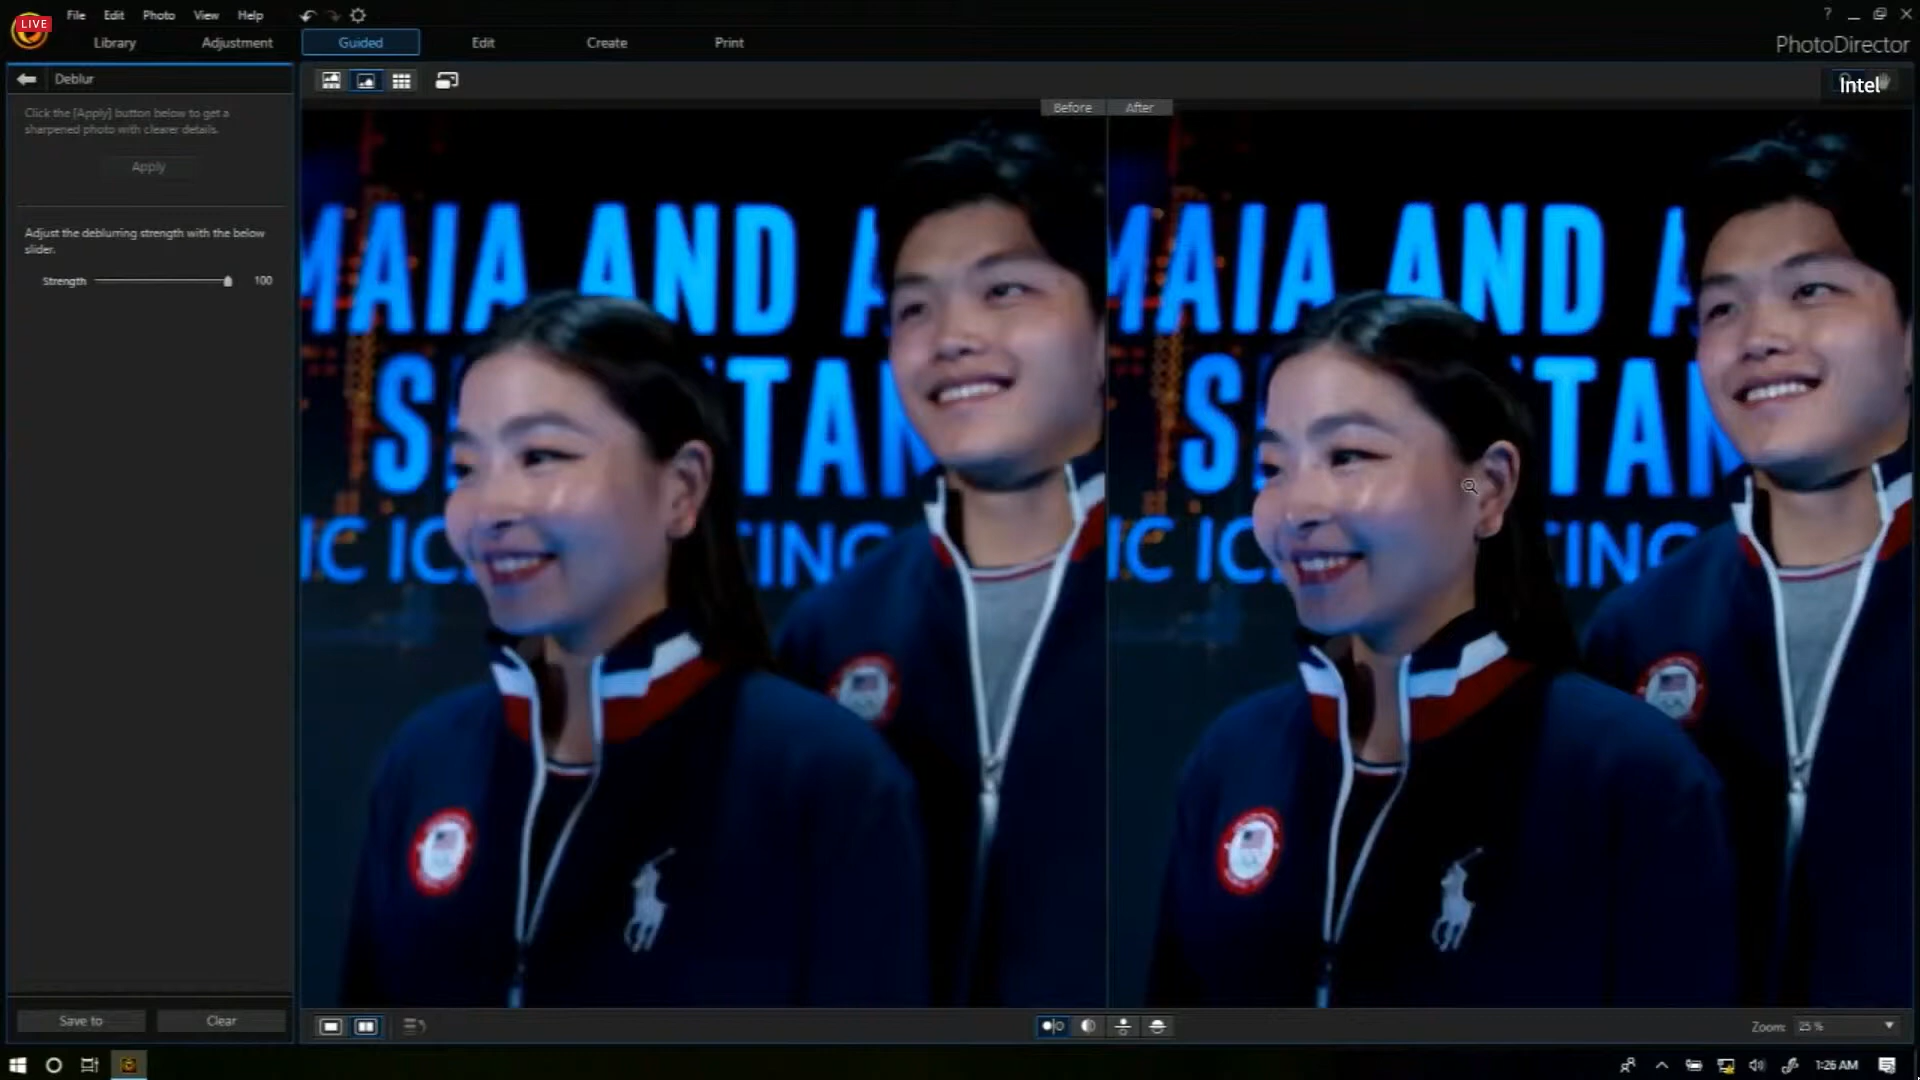 LIVE
File Edit Photo View Help
Library Adjustment Guided Edit Create Print
PhotoDirector
Deblur
Intel
Click the [Apply] button below to get a
sharpened photo with clearer details.
Apply
Before After
Adjust the deblurring strength with the below
slider.
Strength 100
MAIA AND A
S TAN
IC IC TING
MAIA AND A
S TAN
IC IC TING
Save to Clear
Zoom: 25 %
1:26 AM